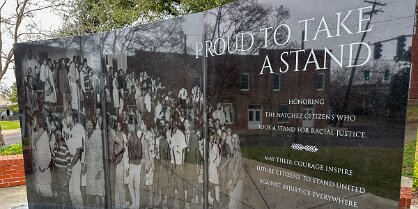 PROUD TO TAKE
A STAND
HONORING
THE NATCHEZ CITIZENS WHO
TOOK A STAND FOR RACIAL JUSTICE.
MAY THEIR COURAGE INSPIRE
FUTURE CITIZENS TO STAND UNITED
AGAINST INJUSTICE EVERYWHERE.